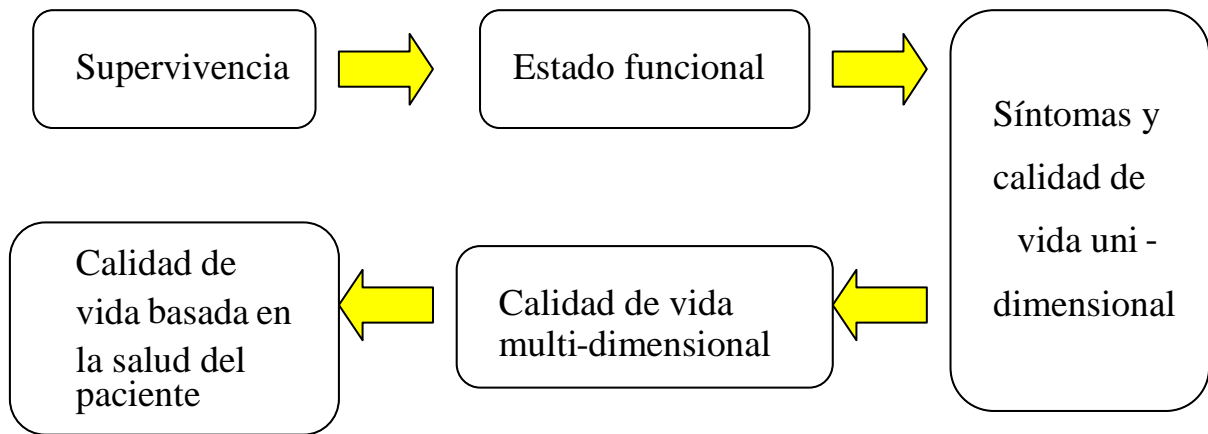 Supervivencia
Estado funcional
Síntomas y
calidad de
vida uni -
dimensional
Calidad de vida
multi-dimensional
Calidad de
vida basada en
la salud del
paciente